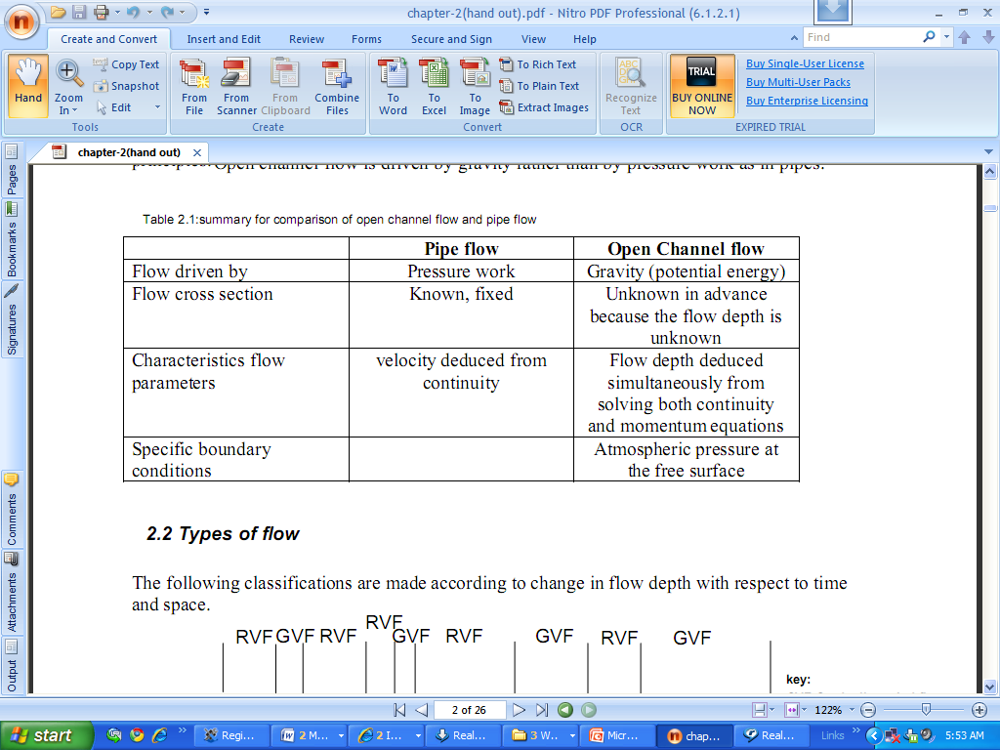 chapter-2(hand out).pdf - Nitro PDF Professional (6.1.2.1)
Create and Convert Insert and Edit Review Forms Secure and Sign View Help Find
Hand
Zoom In
Copy Text
Snapshot
Edit
Tools
From File
From Scanner
From Clipboard
Combine Files
Create
To Word
To Excel
To Image
To Rich Text
To Plain Text
Extract Images
Convert
ABC
Recognize Text
OCR
TRIAL
BUY ONLINE NOW
Buy Single-User License
Buy Multi-User Packs
Buy Enterprise Licensing
EXPIRED TRIAL
chapter-2(hand out)
Pages
Bookmarks
Signatures
Comments
Attachments
Output
principles. Open channel flow is driven by gravity rather than by pressure work as in pipes.
Table 2.1:summary for comparison of open channel flow and pipe flow
Pipe flow Open Channel flow
Flow driven by Pressure work Gravity (potential energy)
Flow cross section Known, fixed Unknown in advance
because the flow depth is
unknown
Characteristics flow velocity deduced from Flow depth deduced
parameters continuity simultaneously from
solving both continuity
and momentum equations
Specific boundary Atmospheric pressure at
conditions the free surface
2.2 Types of flow
The following classifications are made according to change in flow depth with respect to time
and space.
RVF GVF RVF RVF GVF RVF GVF RVF GVF
key:
2 of 26
122%
start
Regi...
2 M...
2 I...
Real...
3 W...
Micr...
chap...
Real...
Links
5:53 AM